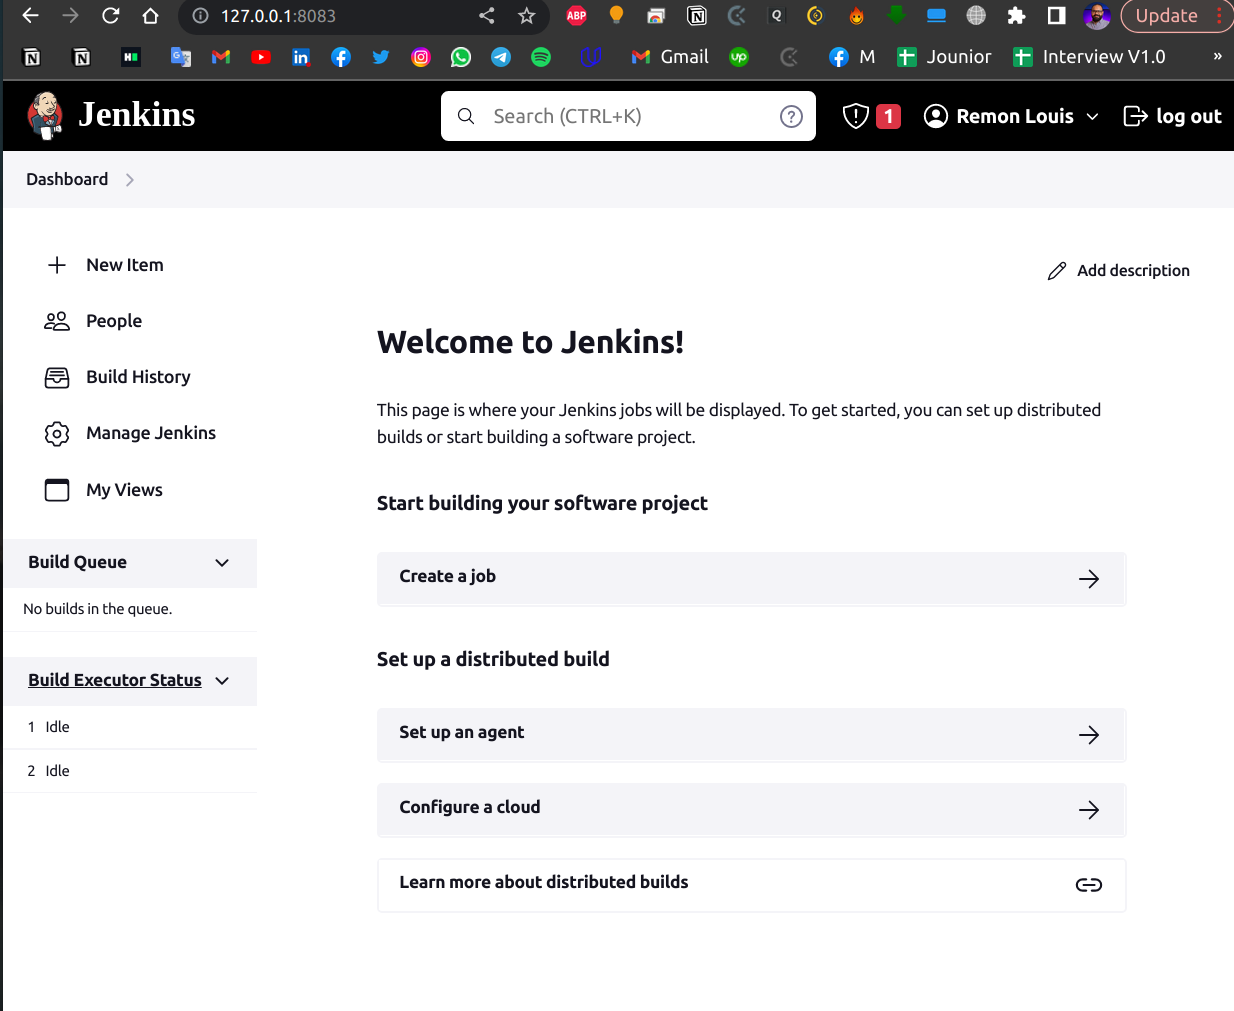 127.0.0.1:8083
ABP
Q
Update
Gmail
up
M
Jounior
Interview V1.0
»
Jenkins
Search (CTRL+K)
?
1
Remon Louis
log out
Dashboard
New Item
Add description
People
Build History
Manage Jenkins
My Views
Welcome to Jenkins!
This page is where your Jenkins jobs will be displayed. To get started, you can set up distributed
builds or start building a software project.
Start building your software project
Create a job
Build Queue
No builds in the queue.
Set up a distributed build
Build Executor Status
1 Idle
2 Idle
Set up an agent
Configure a cloud
Learn more about distributed builds